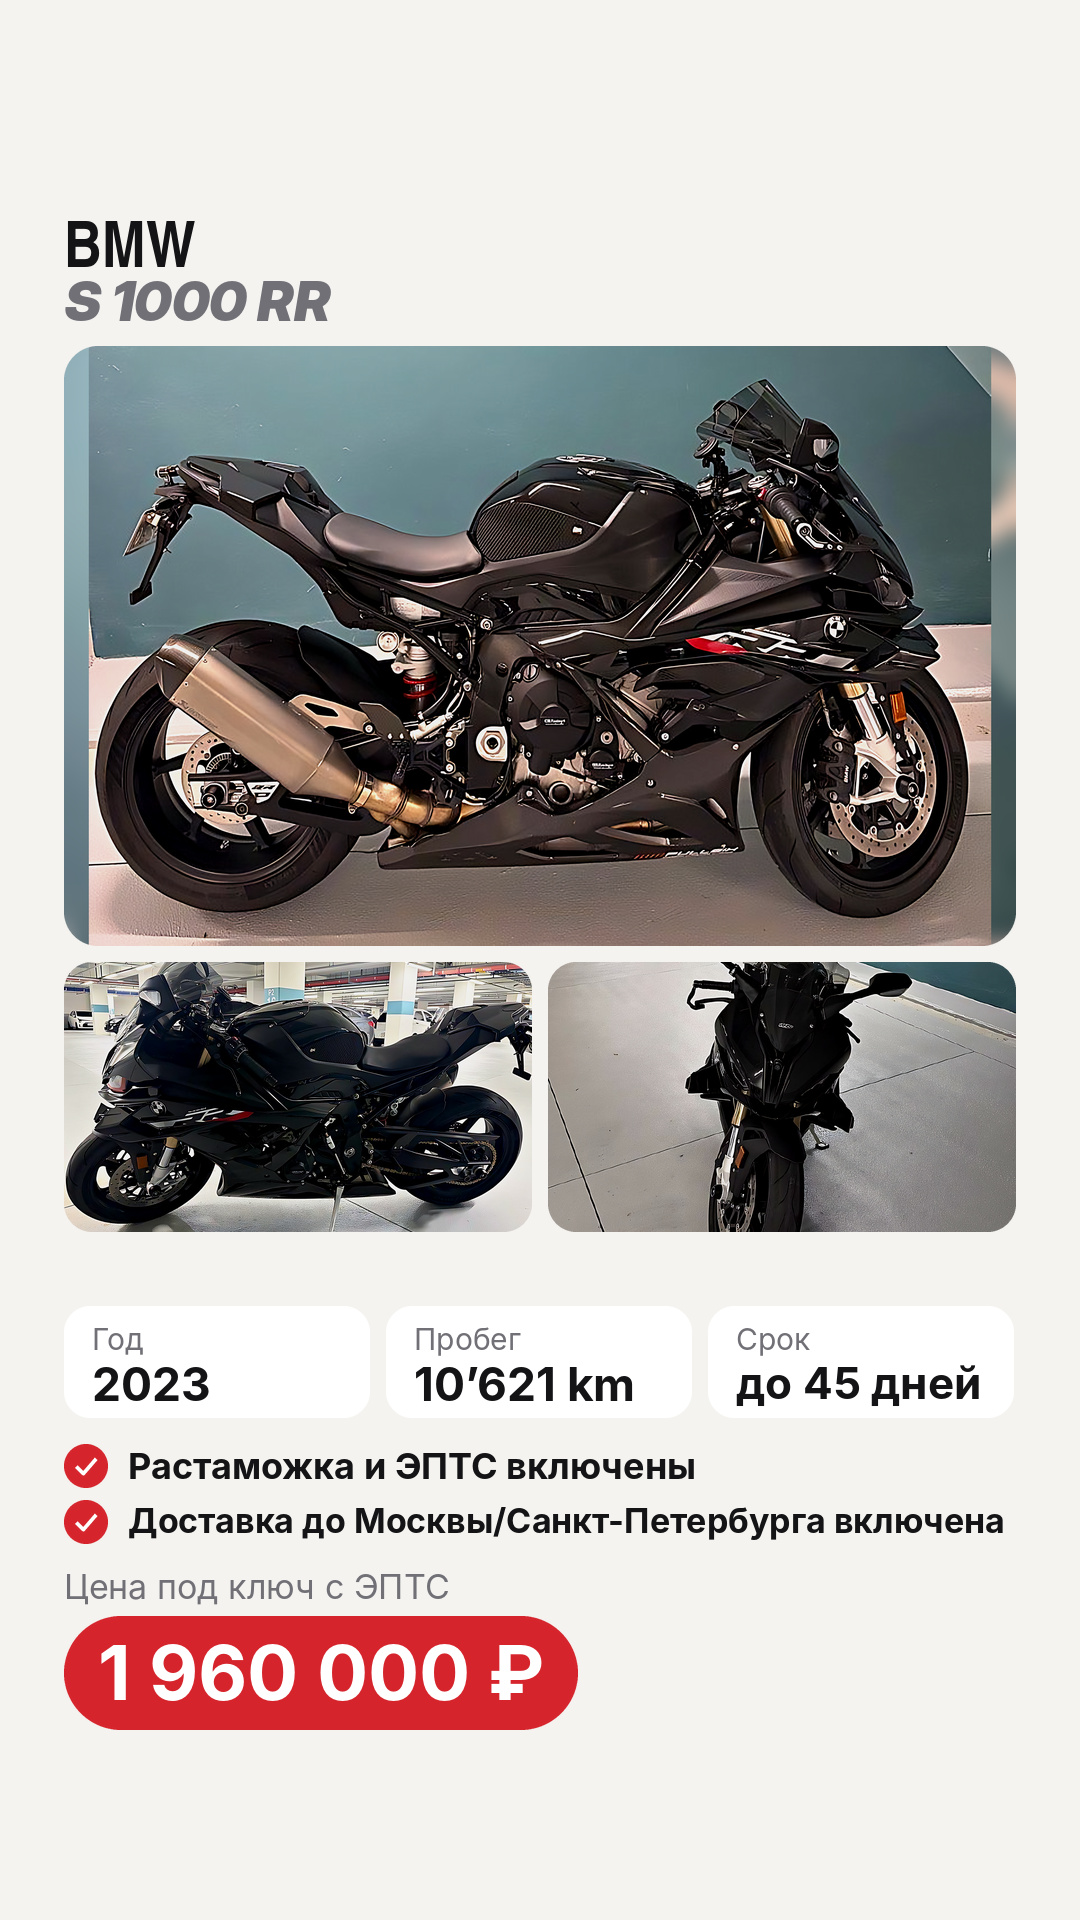 BMW
S 1000 RR
Год
2023
Пробег
10’621 km
Срок
до 45 дней
Растаможка и ЭПТС включены
Доставка до Москвы/Санкт-Петербурга включена
Цена под ключ с ЭПТС
1 960 000 ₽